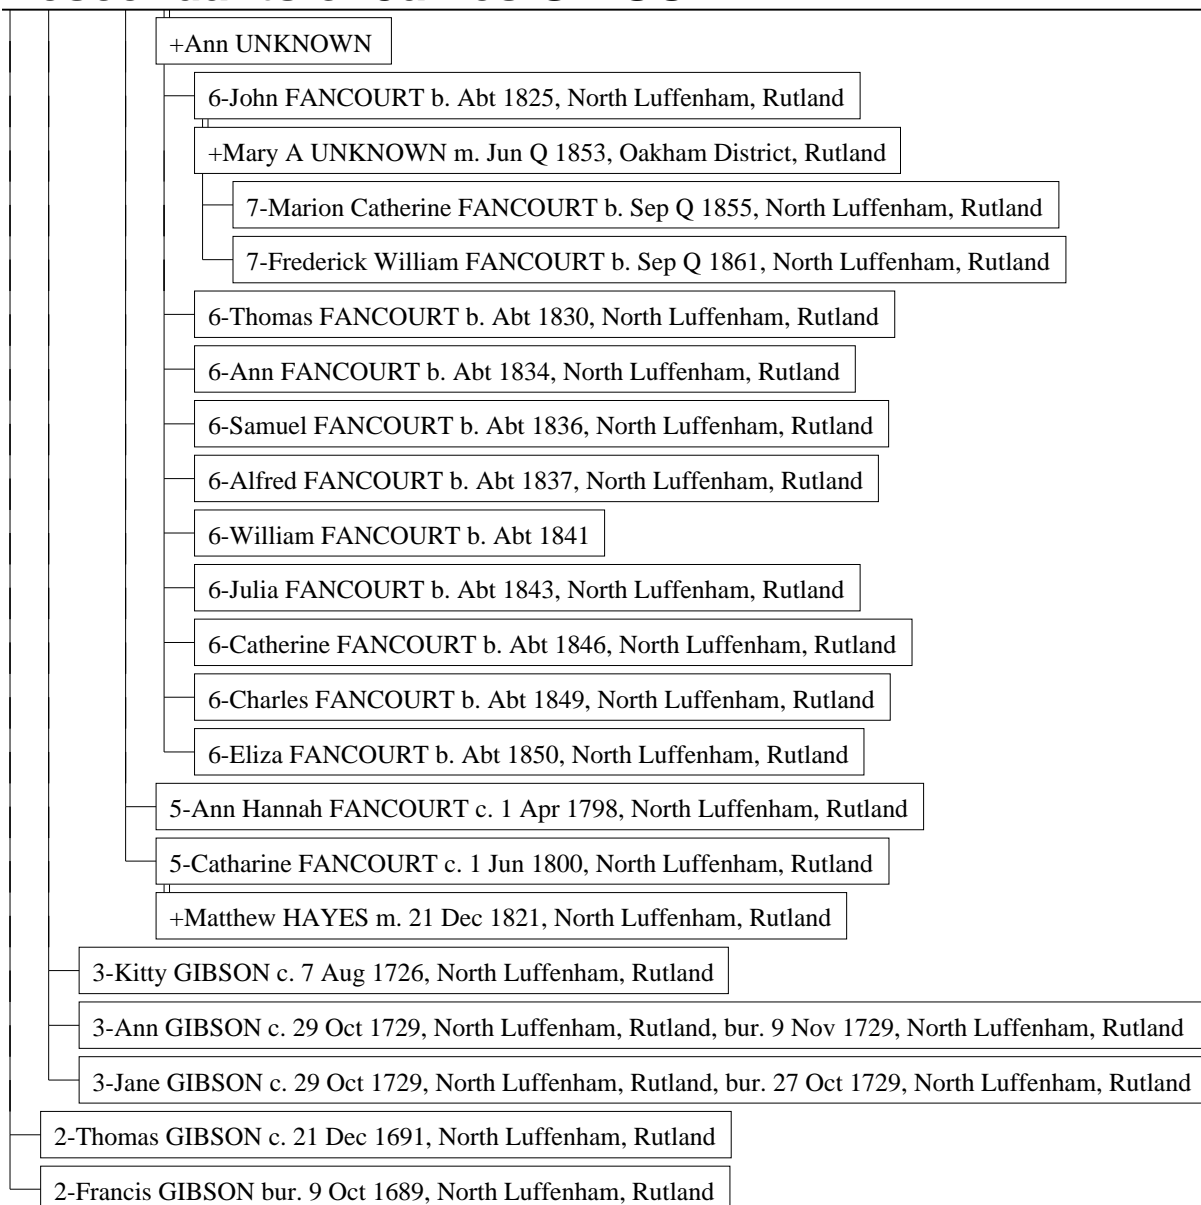 +Ann UNKNOWN
6-John FANCOURT b. Abt 1825, North Luffenham, Rutland
+Mary A UNKNOWN m. Jun Q 1853, Oakham District, Rutland
7-Marion Catherine FANCOURT b. Sep Q 1855, North Luffenham, Rutland
7-Frederick William FANCOURT b. Sep Q 1861, North Luffenham, Rutland
6-Thomas FANCOURT b. Abt 1830, North Luffenham, Rutland
6-Ann FANCOURT b. Abt 1834, North Luffenham, Rutland
6-Samuel FANCOURT b. Abt 1836, North Luffenham, Rutland
6-Alfred FANCOURT b. Abt 1837, North Luffenham, Rutland
6-William FANCOURT b. Abt 1841
6-Julia FANCOURT b. Abt 1843, North Luffenham, Rutland
6-Catherine FANCOURT b. Abt 1846, North Luffenham, Rutland
6-Charles FANCOURT b. Abt 1849, North Luffenham, Rutland
6-Eliza FANCOURT b. Abt 1850, North Luffenham, Rutland
5-Ann Hannah FANCOURT c. 1 Apr 1798, North Luffenham, Rutland
5-Catharine FANCOURT c. 1 Jun 1800, North Luffenham, Rutland
+Matthew HAYES m. 21 Dec 1821, North Luffenham, Rutland
3-Kitty GIBSON c. 7 Aug 1726, North Luffenham, Rutland
3-Ann GIBSON c. 29 Oct 1729, North Luffenham, Rutland, bur. 9 Nov 1729, North Luffenham, Rutland
3-Jane GIBSON c. 29 Oct 1729, North Luffenham, Rutland, bur. 27 Oct 1729, North Luffenham, Rutland
2-Thomas GIBSON c. 21 Dec 1691, North Luffenham, Rutland
2-Francis GIBSON bur. 9 Oct 1689, North Luffenham, Rutland